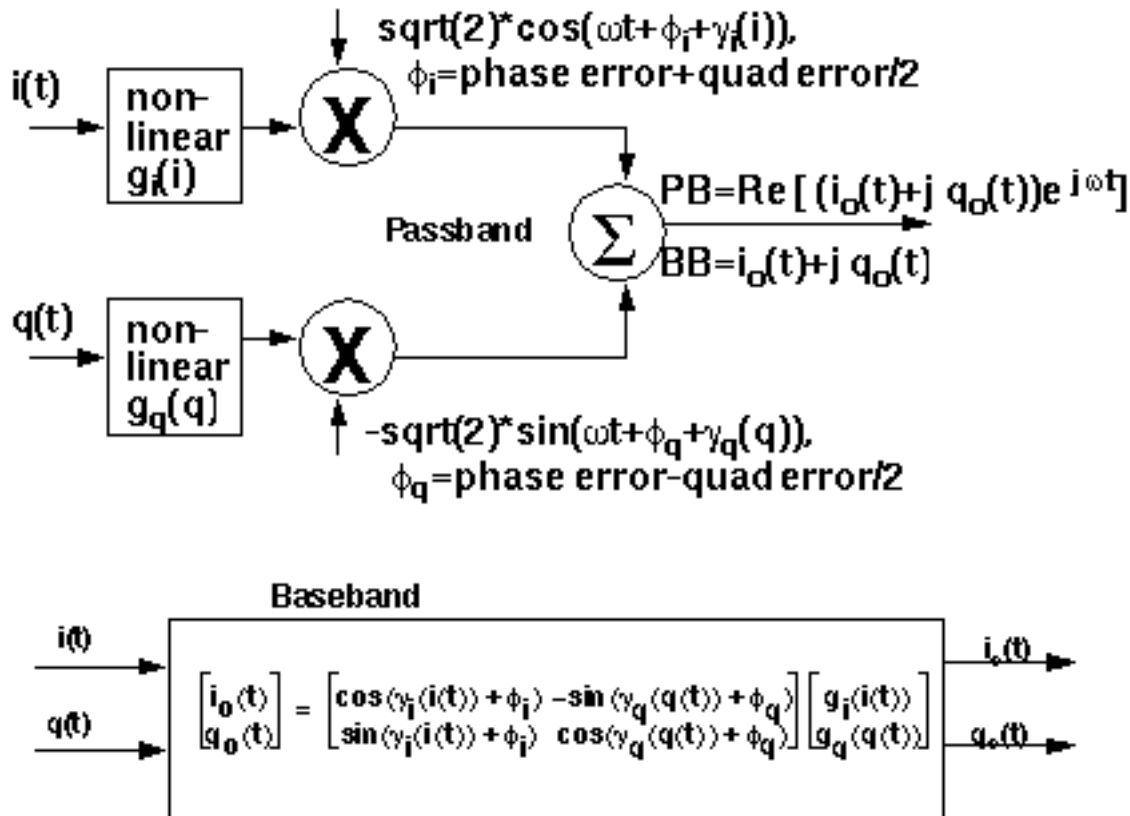 sqrt(2)*cos(ωt+ϕi+γi(i)),
ϕi=phase error+quad error/2
i(t)
non-
linear
gi(i)
X
PB=Re [ (io(t)+j qo(t))e^jωt]
Passband
Σ
BB=io(t)+j qo(t)
q(t)
non-
linear
gq(q)
X
-sqrt(2)*sin(ωt+ϕq+γq(q)),
ϕq=phase error-quad error/2
Baseband
i(t)
io(t)
[io(t)] = [cos(γi(i(t))+ϕi) -sin(γq(q(t))+ϕq)] [gi(i(t))]
[qo(t)] [sin(γi(i(t))+ϕi) cos(γq(q(t))+ϕq)] [gq(q(t))]
q(t)
qo(t)